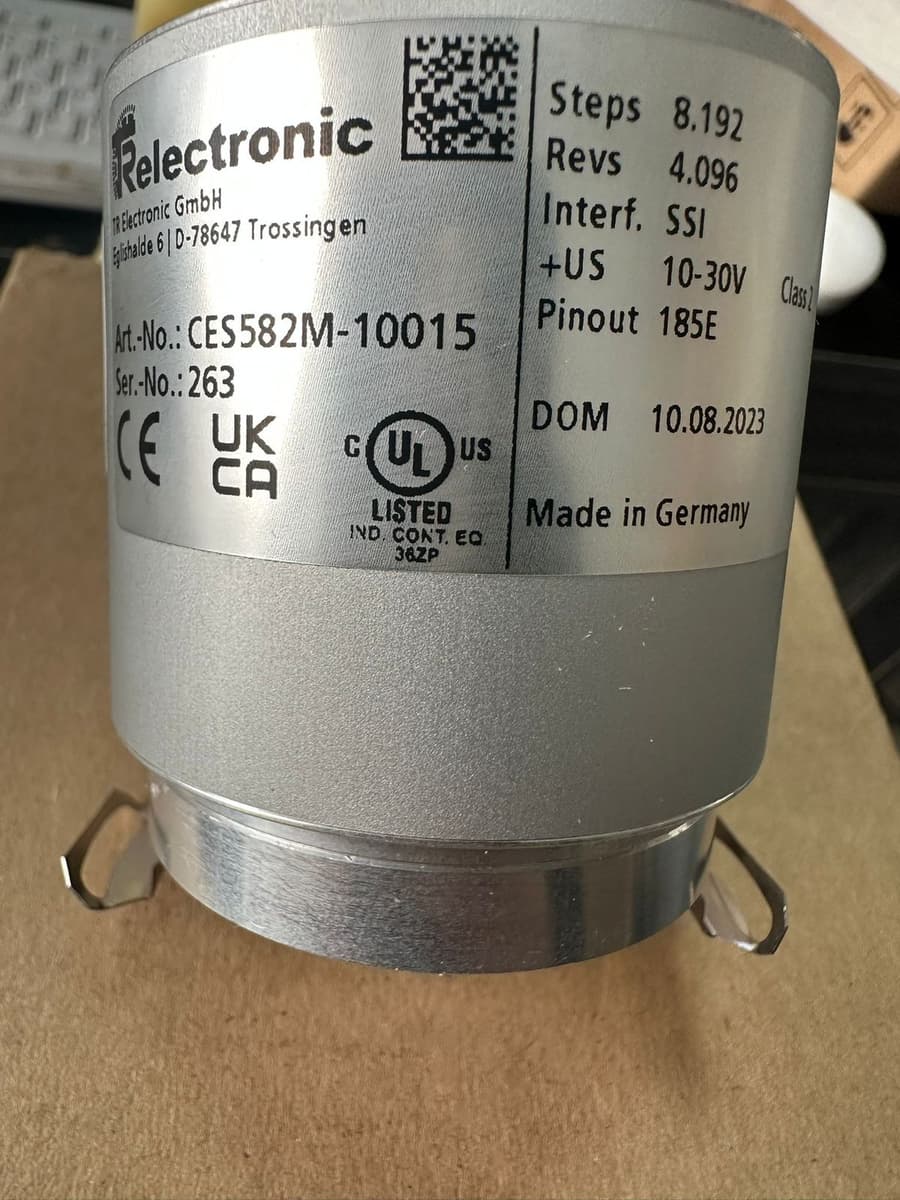 TRelectronic
TR Electronic GmbH
Eglishalde 6 | D-78647 Trossingen
Art.-No.: CES582M-10015
Ser.-No.: 263
CE
UK
CA
C UL US
LISTED
IND. CONT. EQ.
36ZP
Steps 8.192
Revs 4.096
Interf. SSI
+US 10-30V Class 2
Pinout 185E
DOM 10.08.2023
Made in Germany